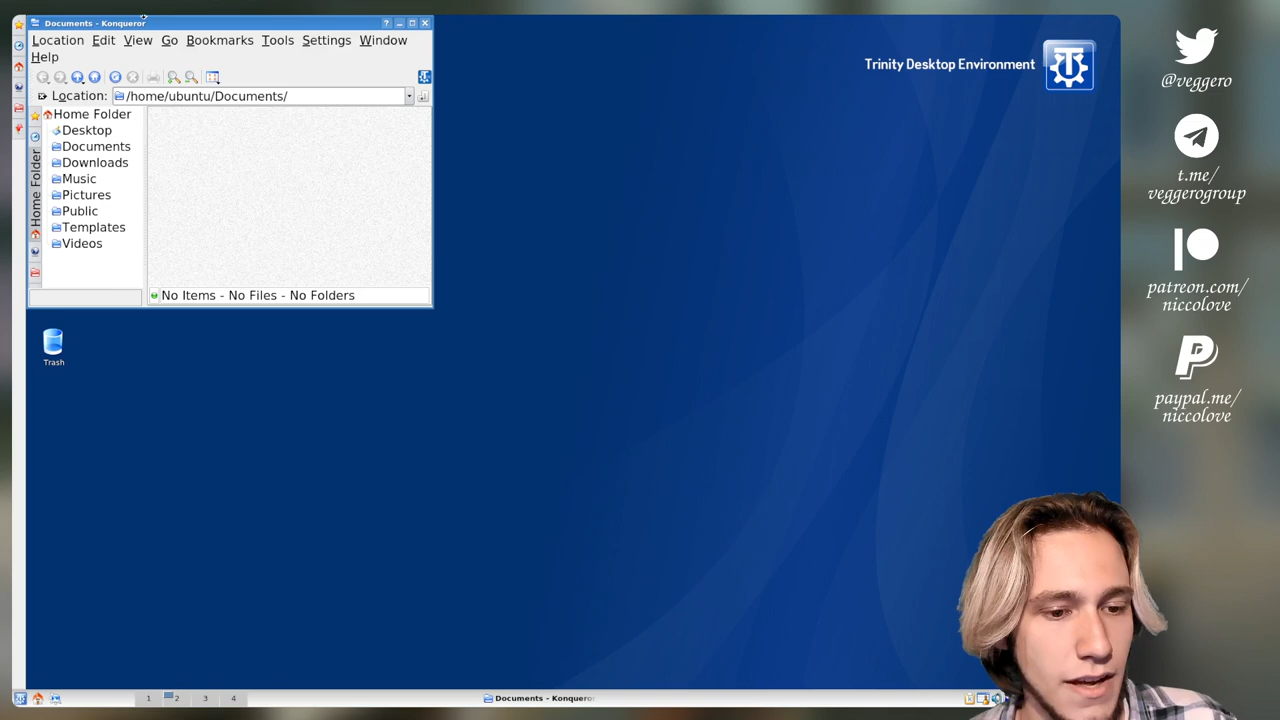 Documents - Konqueror
Location Edit View Go Bookmarks Tools Settings Window
Help
Location: /home/ubuntu/Documents/
Home Folder
Home Folder
Desktop
Documents
Downloads
Music
Pictures
Public
Templates
Videos
No Items - No Files - No Folders
Trash
Trinity Desktop Environment
@veggero
t.me/
veggerogroup
patreon.com/
niccolove
paypal.me/
niccolove
1 2 3 4
Documents - Konqueror